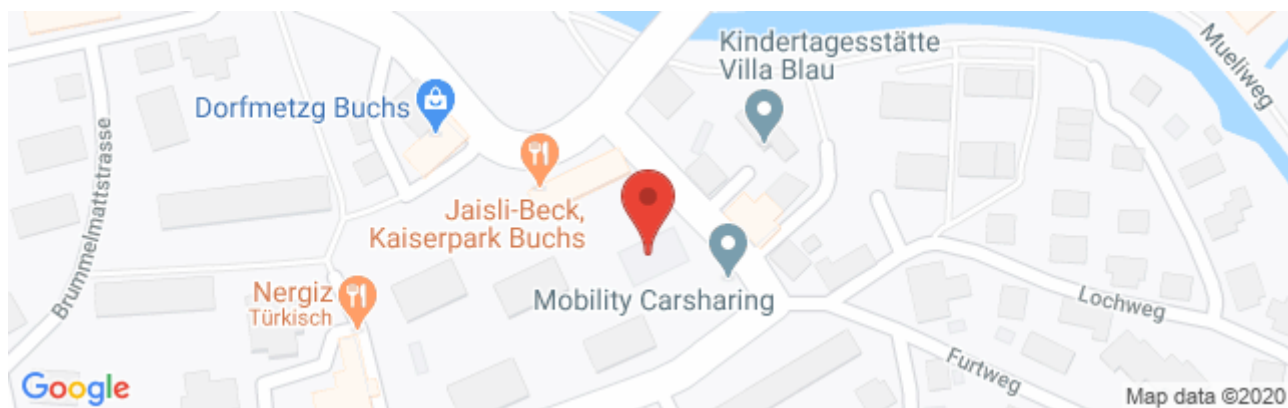 Kindertagesstätte
Villa Blau
Mueliweg
Dorfmetzg Buchs
Brummelmattstrasse
Jaisli-Beck,
Kaiserpark Buchs
Nergiz
Türkisch
Mobility Carsharing
Lochweg
Furtweg
Google
Map data ©2020